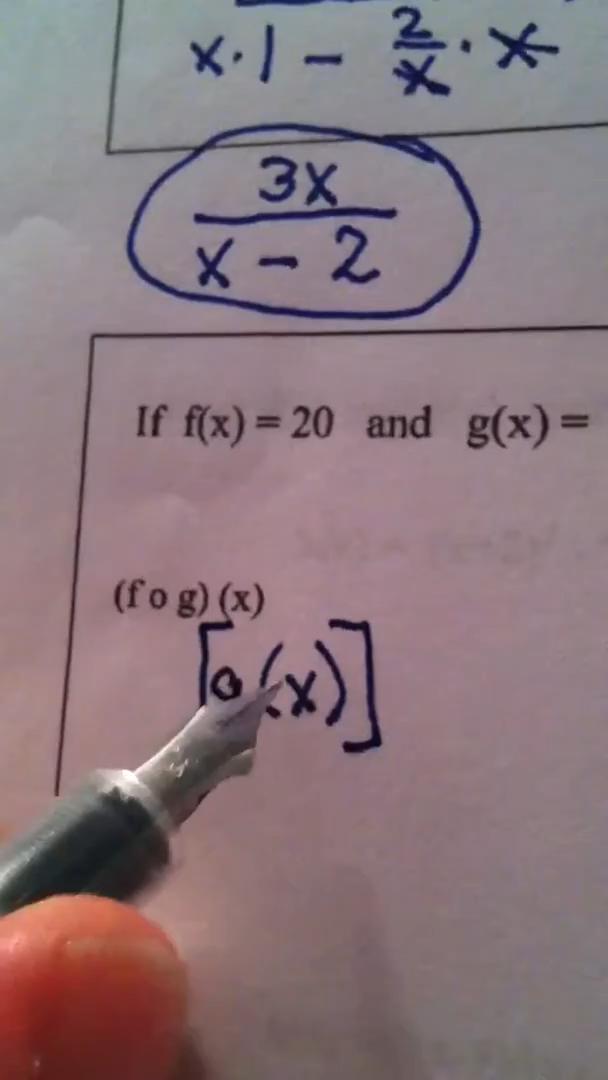 x · 1 - 2/x · x
3x
x - 2
If f(x) = 20 and g(x) =
(f o g) (x)
[g(x)]